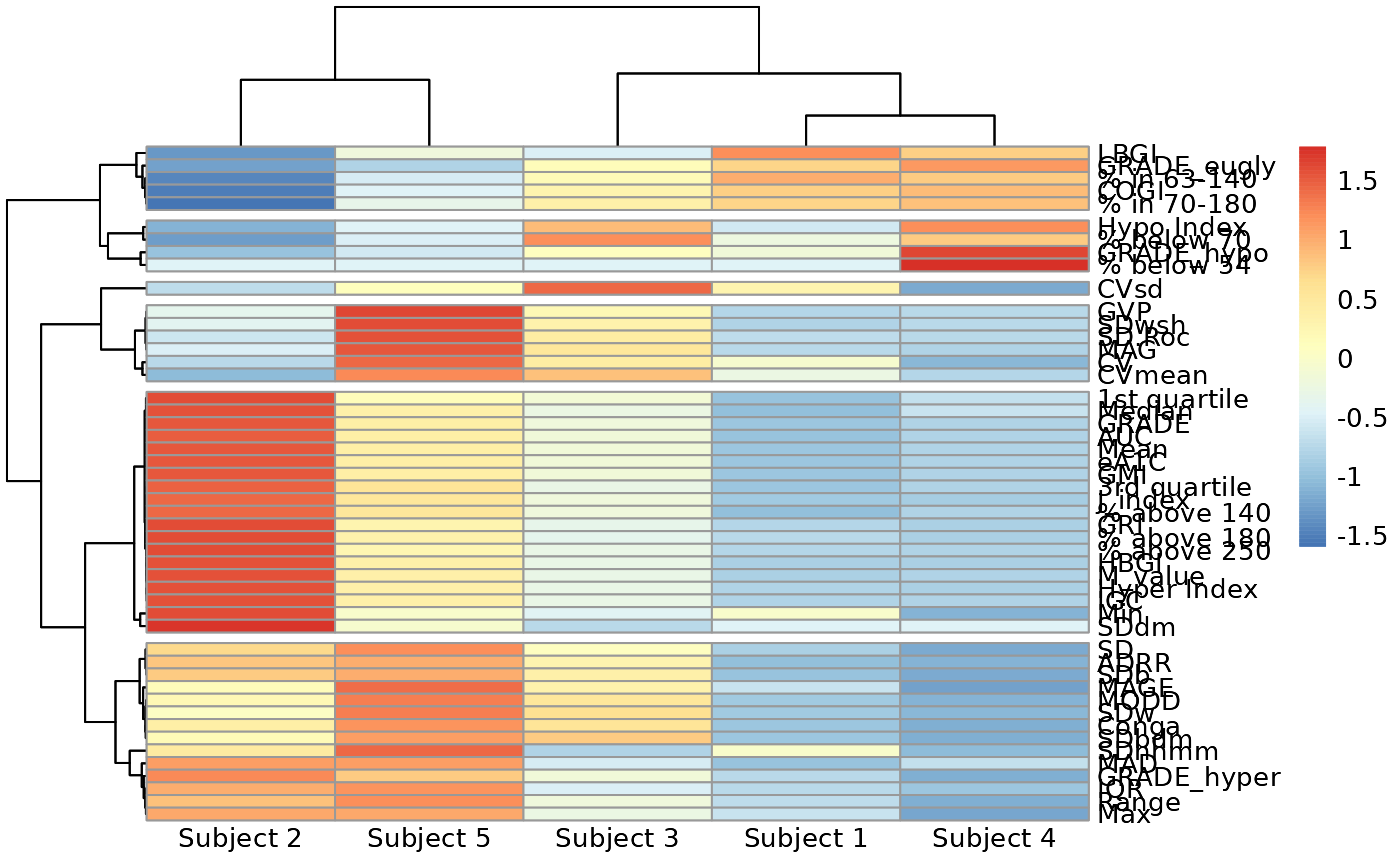 LBGI
GRADE_eugly
% in 63-140
COGI
% in 70-180
Hypo Index
% below 70
GRADE_hypo
% below 54
CVsd
GVP
SDwsh
SD.Roc
MAG
CV
CVmean
1st quartile
Median
GRADE
AUC
Mean
eA1C
GMI
3rd quartile
J_index
% above 140
GRI
% above 180
% above 250
HBGI
M_value
Hyper Index
IGC
Min
SDdm
SD
ADRR
SDb
MAGE
MODD
SDw
Conga
SDbdm
SDhhmm
MAD
GRADE_hyper
IQR
Range
Max
1.5
1
0.5
0
-0.5
-1
-1.5
Subject 2 Subject 5 Subject 3 Subject 1 Subject 4